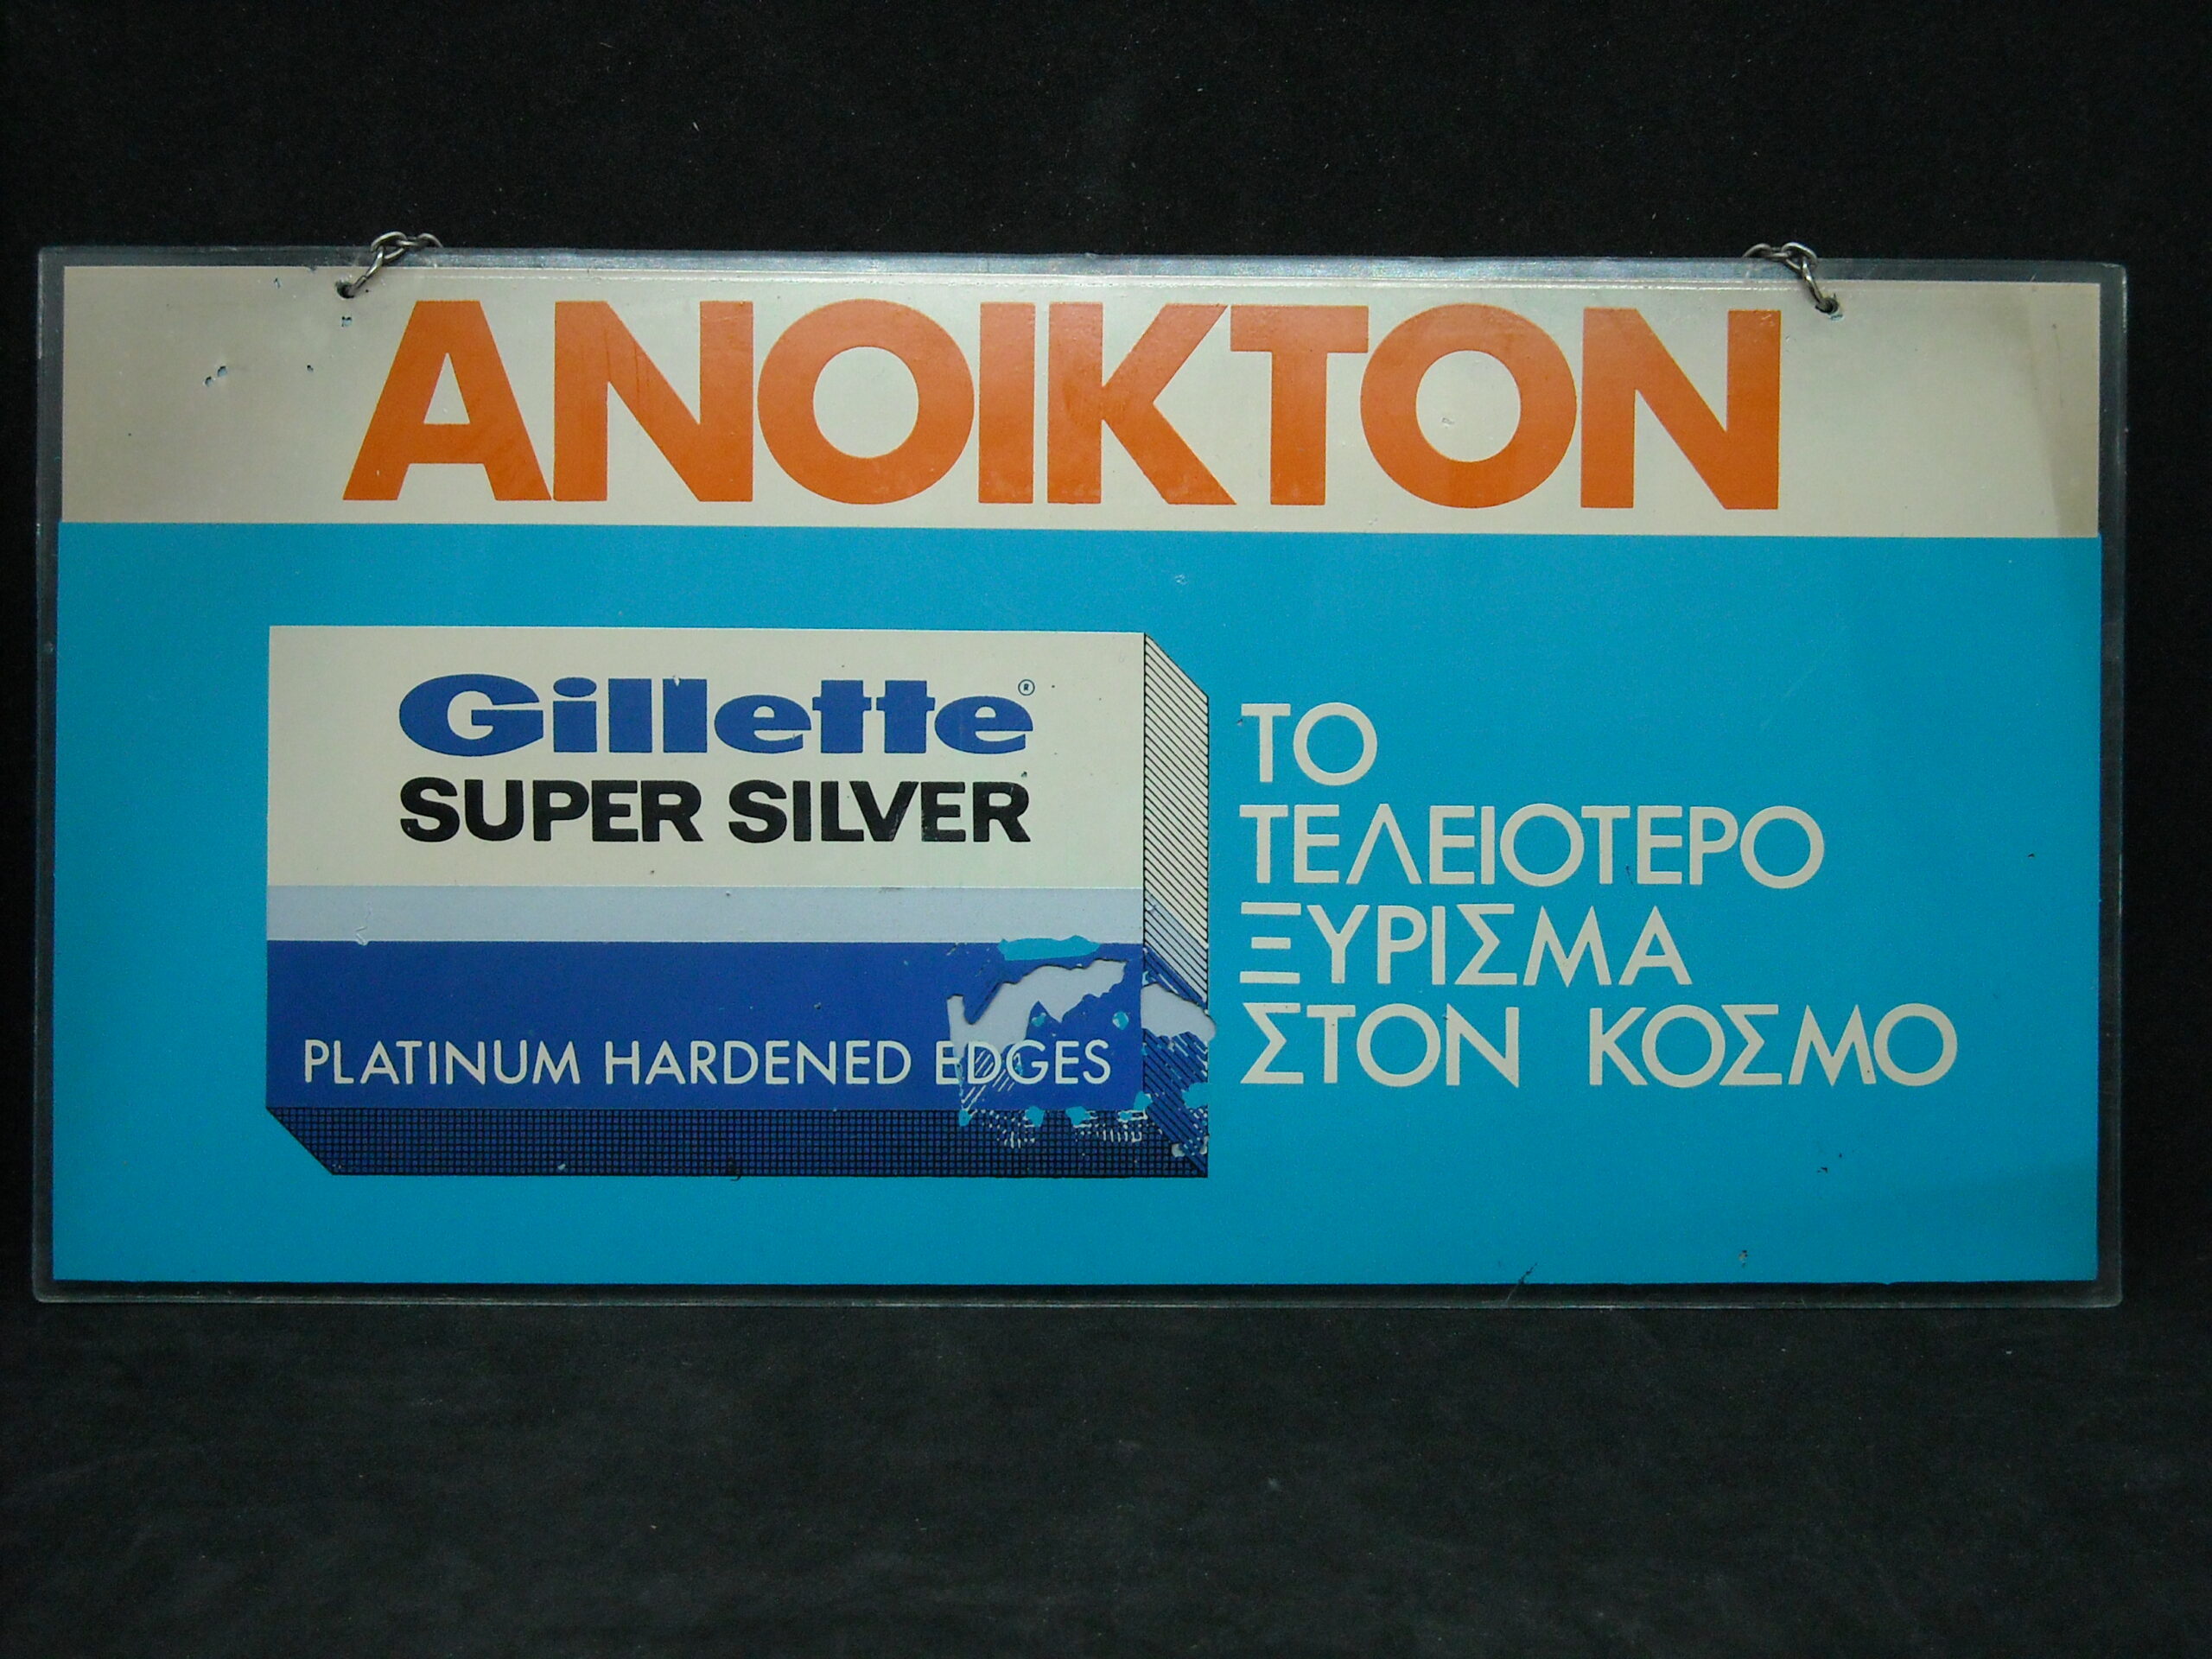 ΑΝΟΙΚΤΟΝ
Gillette®
SUPER SILVER
PLATINUM HARDENED EDGES
ΤΟ
ΤΕΛΕΙΟΤΕΡΟ
ΞΥΡΙΣΜΑ
ΣΤΟΝ ΚΟΣΜΟ